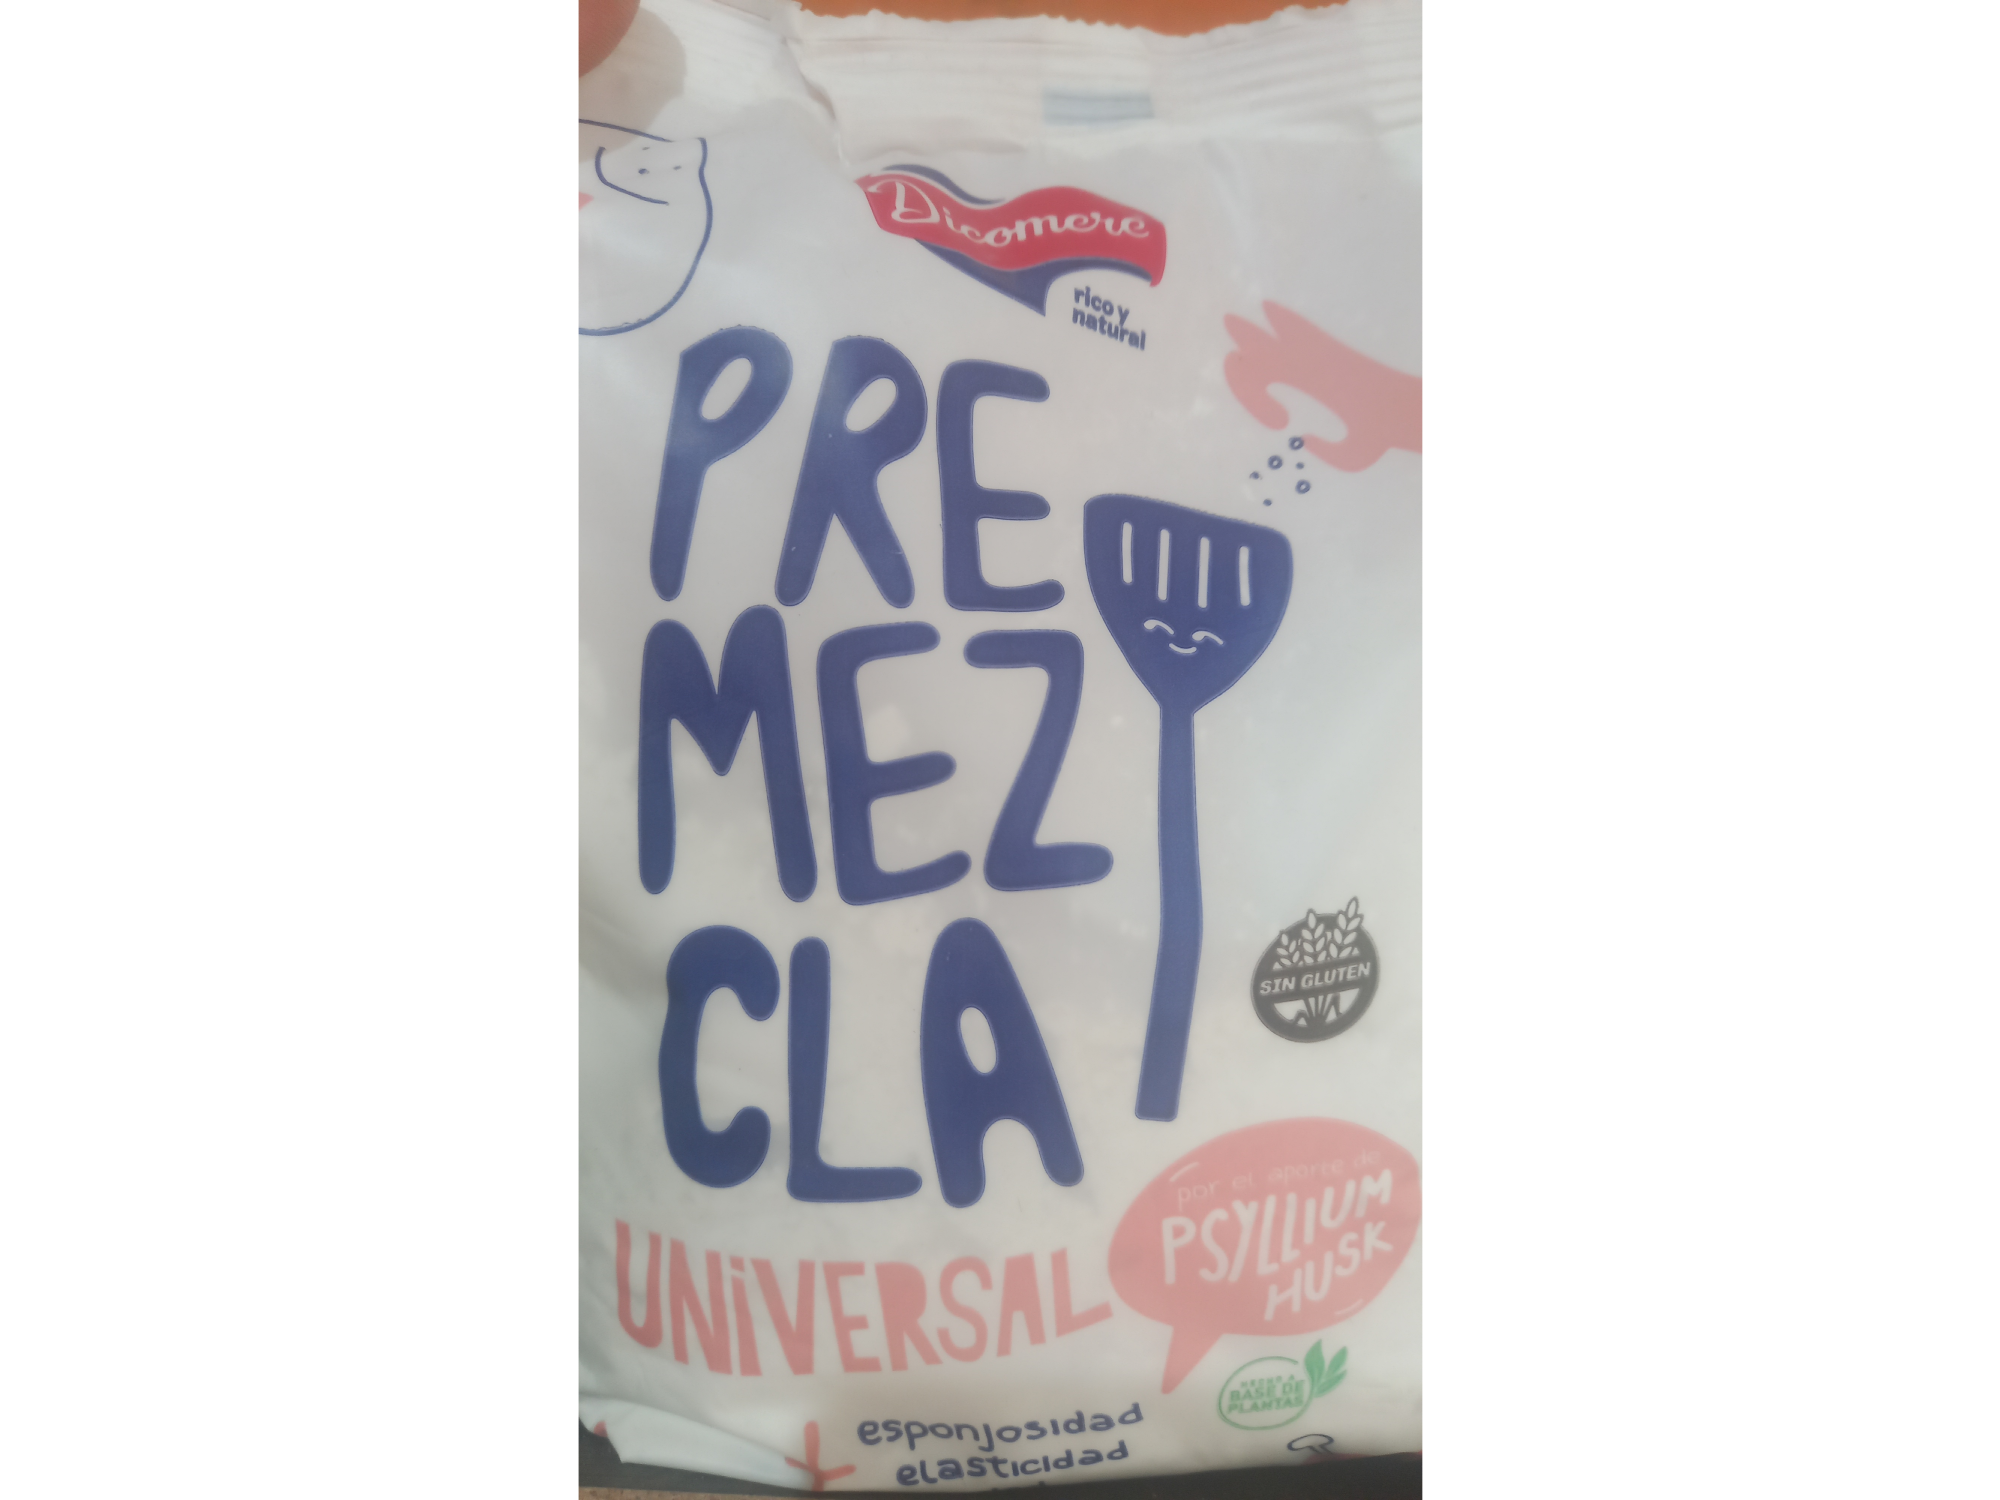 Dicomere
rico y
natural
PRE
MEZ
CLA
SIN GLUTEN
UNiVERSAL
por el aporte de
PSYLLIUM
HUSK
HECHO A
BASE DE
PLANTAS
esponjosidad
elasticidad